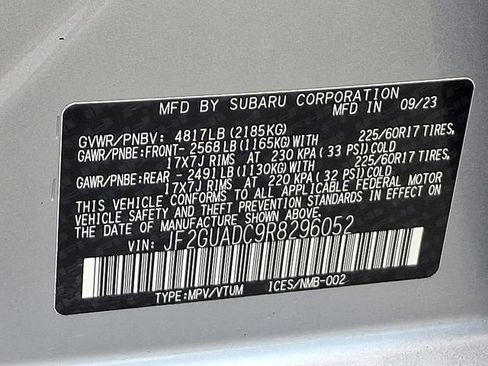 MFD BY SUBARU CORPORATION MFD IN 09/23
GVWR/PNBV: 4817LB (2185KG)
GAWR/PNBE:FRONT- 2568 LB (1165KG) WITH 225/60R17 TIRES,
17X7J RIMS AT 230 KPA (33 PSI) COLD
GAWR/PNBE:REAR - 2491 LB (1130KG) WITH 225/60R17 TIRES,
17X7J RIMS AT 220 KPA (32 PSI) COLD
THIS VEHICLE CONFORMS TO ALL APPLICABLE FEDERAL MOTOR
VEHICLE SAFETY AND THEFT PREVENTION STANDARDS IN EFFECT ON
THE DATE OF MANUFACTURE SHOWN ABOVE.
VIN: JF2GUADC9R8296052
TYPE:MPV/VTUM ICES/NMB-002